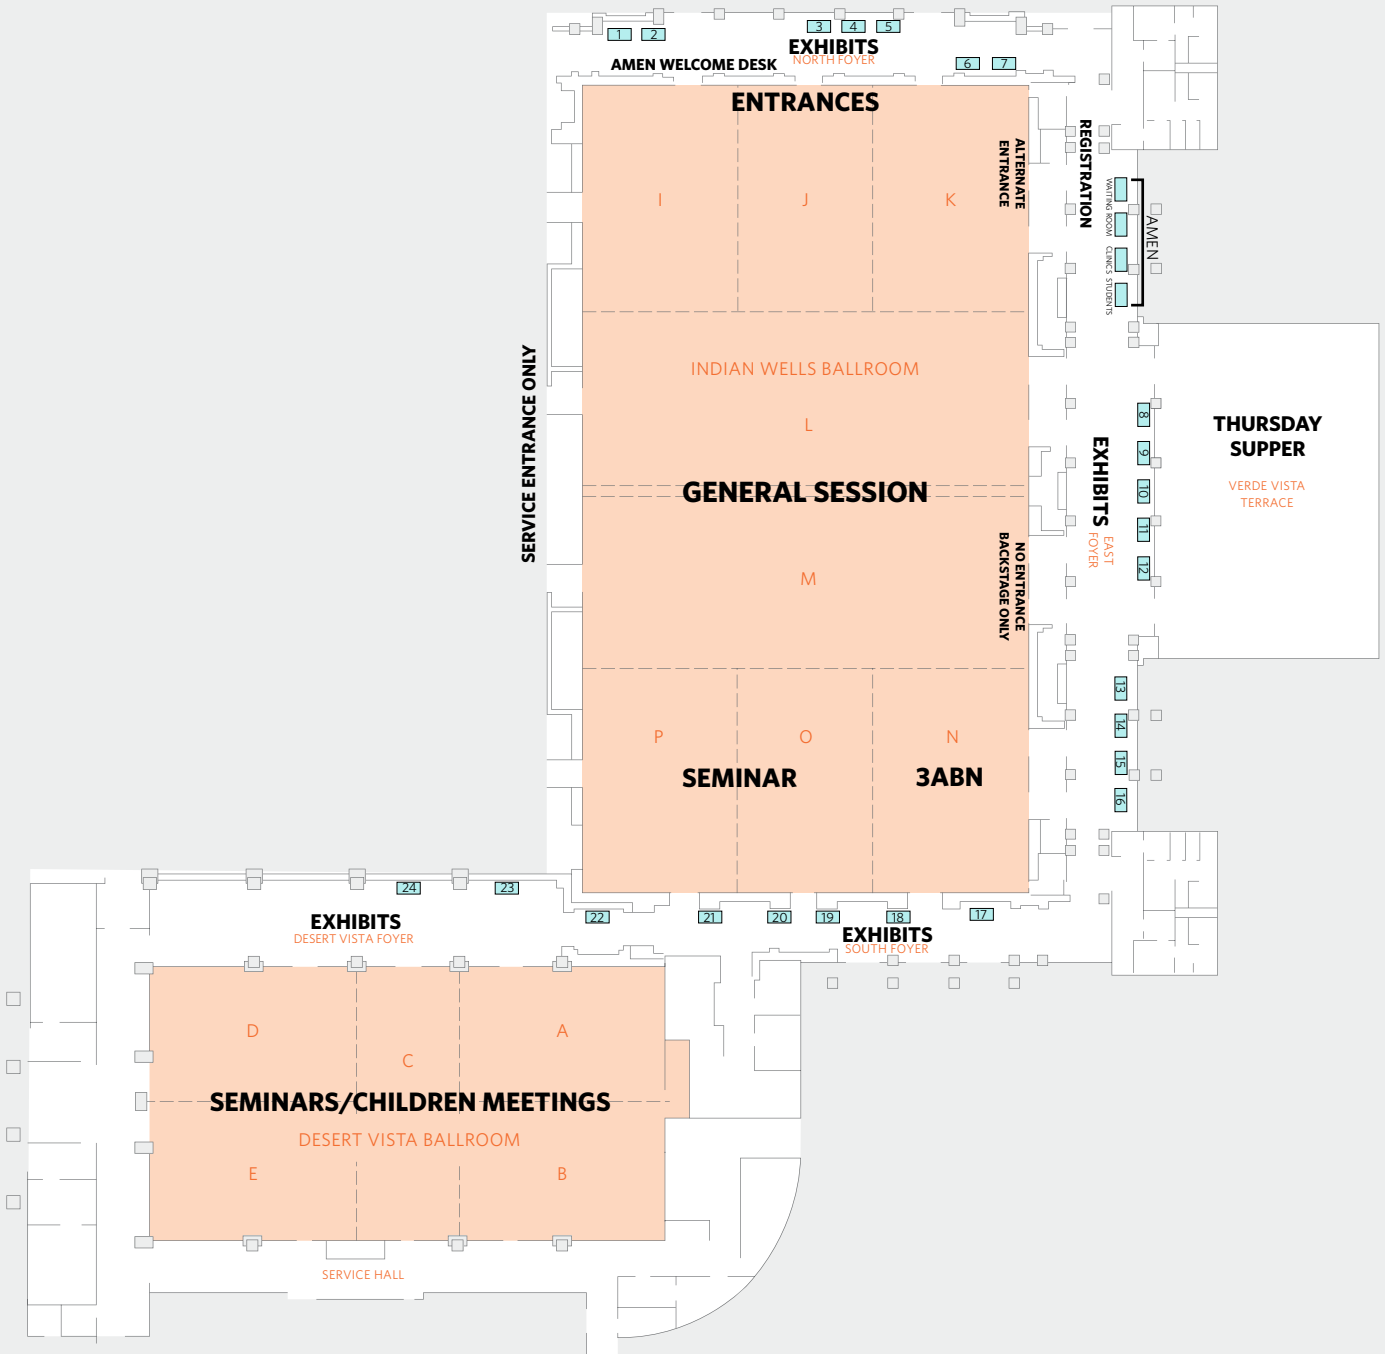 1
2
3
4
5
EXHIBITS
NORTH FOYER
AMEN WELCOME DESK
6
7
ENTRANCES
ALTERNATE
ENTRANCE
REGISTRATION
WAITING ROOM
CLINICS
STUDENTS
AMEN
I
J
K
SERVICE ENTRANCE ONLY
INDIAN WELLS BALLROOM
L
GENERAL SESSION
M
NO ENTRANCE
BACKSTAGE ONLY
EXHIBITS
EAST
FOYER
8
9
10
11
12
THURSDAY
SUPPER
VERDE VISTA
TERRACE
13
14
15
16
P
O
N
SEMINAR
3ABN
24
23
22
21
20
19
18
17
EXHIBITS
DESERT VISTA FOYER
EXHIBITS
SOUTH FOYER
D
C
A
SEMINARS/CHILDREN MEETINGS
DESERT VISTA BALLROOM
E
B
SERVICE HALL